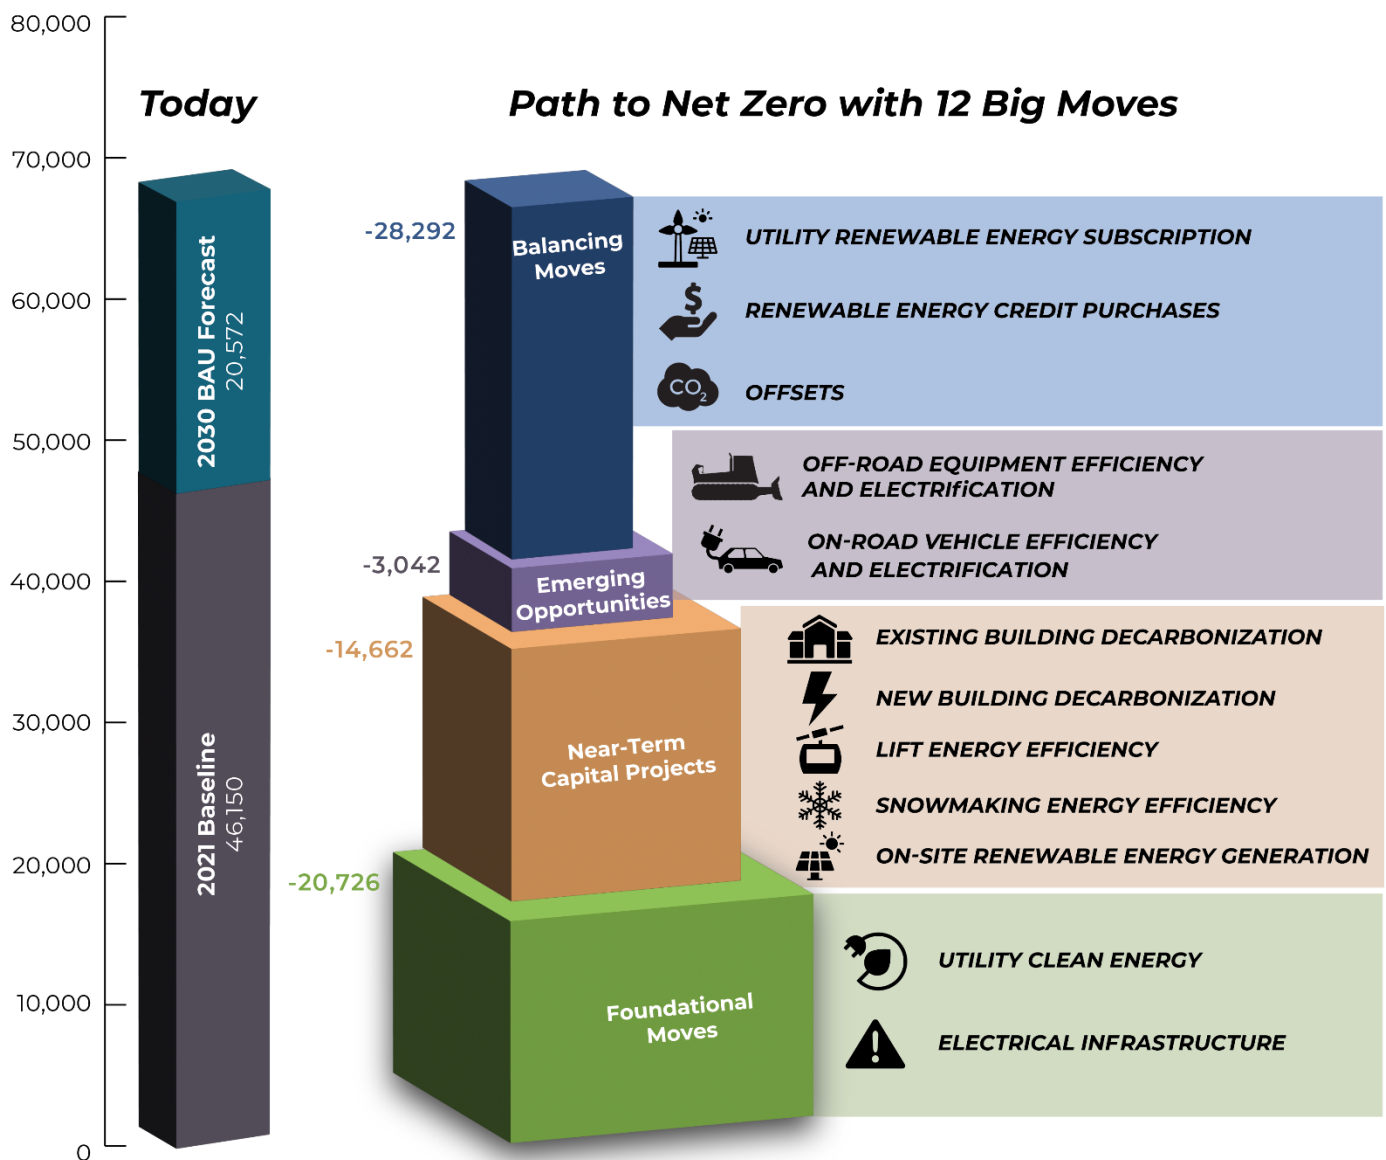 80,000
70,000
60,000
50,000
40,000
30,000
20,000
10,000
0
Today
2030 BAU Forecast
20,572
2021 Baseline
46,150
Path to Net Zero with 12 Big Moves
-28,292
Balancing
Moves
UTILITY RENEWABLE ENERGY SUBSCRIPTION
$
RENEWABLE ENERGY CREDIT PURCHASES
CO2
OFFSETS
-3,042
Emerging
Opportunities
OFF-ROAD EQUIPMENT EFFICIENCY
AND ELECTRIfiCATION
ON-ROAD VEHICLE EFFICIENCY
AND ELECTRIFICATION
-14,662
Near-Term
Capital Projects
EXISTING BUILDING DECARBONIZATION
NEW BUILDING DECARBONIZATION
LIFT ENERGY EFFICIENCY
SNOWMAKING ENERGY EFFICIENCY
ON-SITE RENEWABLE ENERGY GENERATION
-20,726
Foundational
Moves
UTILITY CLEAN ENERGY
!
ELECTRICAL INFRASTRUCTURE